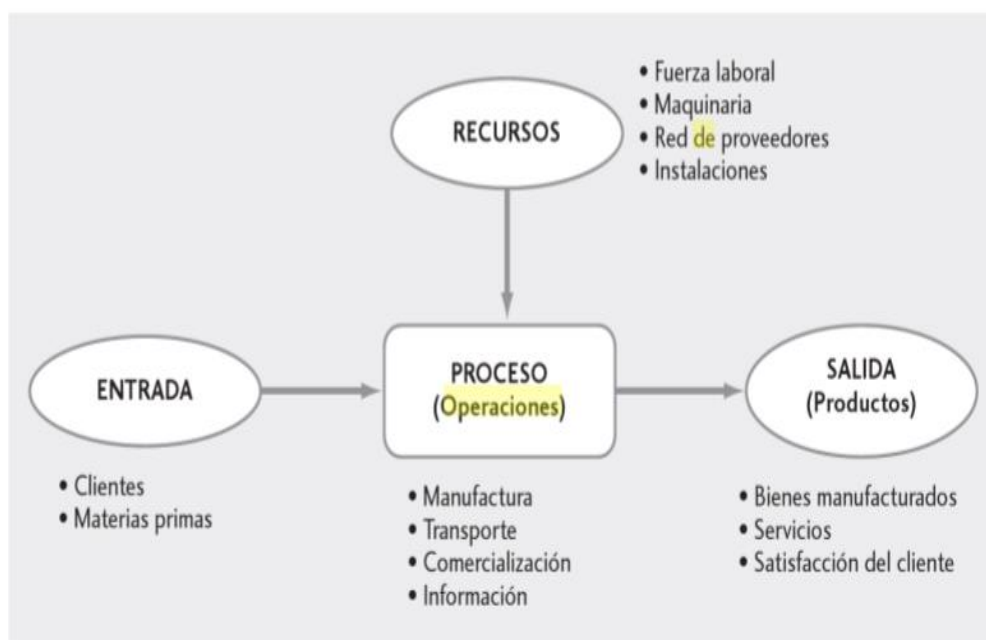 RECURSOS
• Fuerza laboral
• Maquinaria
• Red de proveedores
• Instalaciones
ENTRADA
• Clientes
• Materias primas
PROCESO
(Operaciones)
• Manufactura
• Transporte
• Comercialización
• Información
SALIDA
(Productos)
• Bienes manufacturados
• Servicios
• Satisfacción del cliente